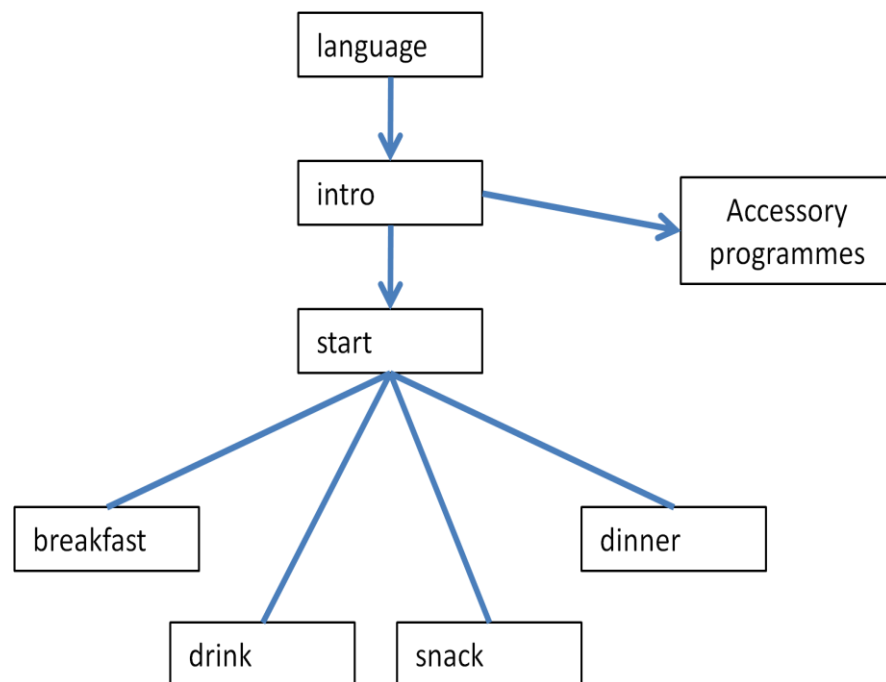 language
intro
Accessory
programmes
start
breakfast
dinner
drink
snack